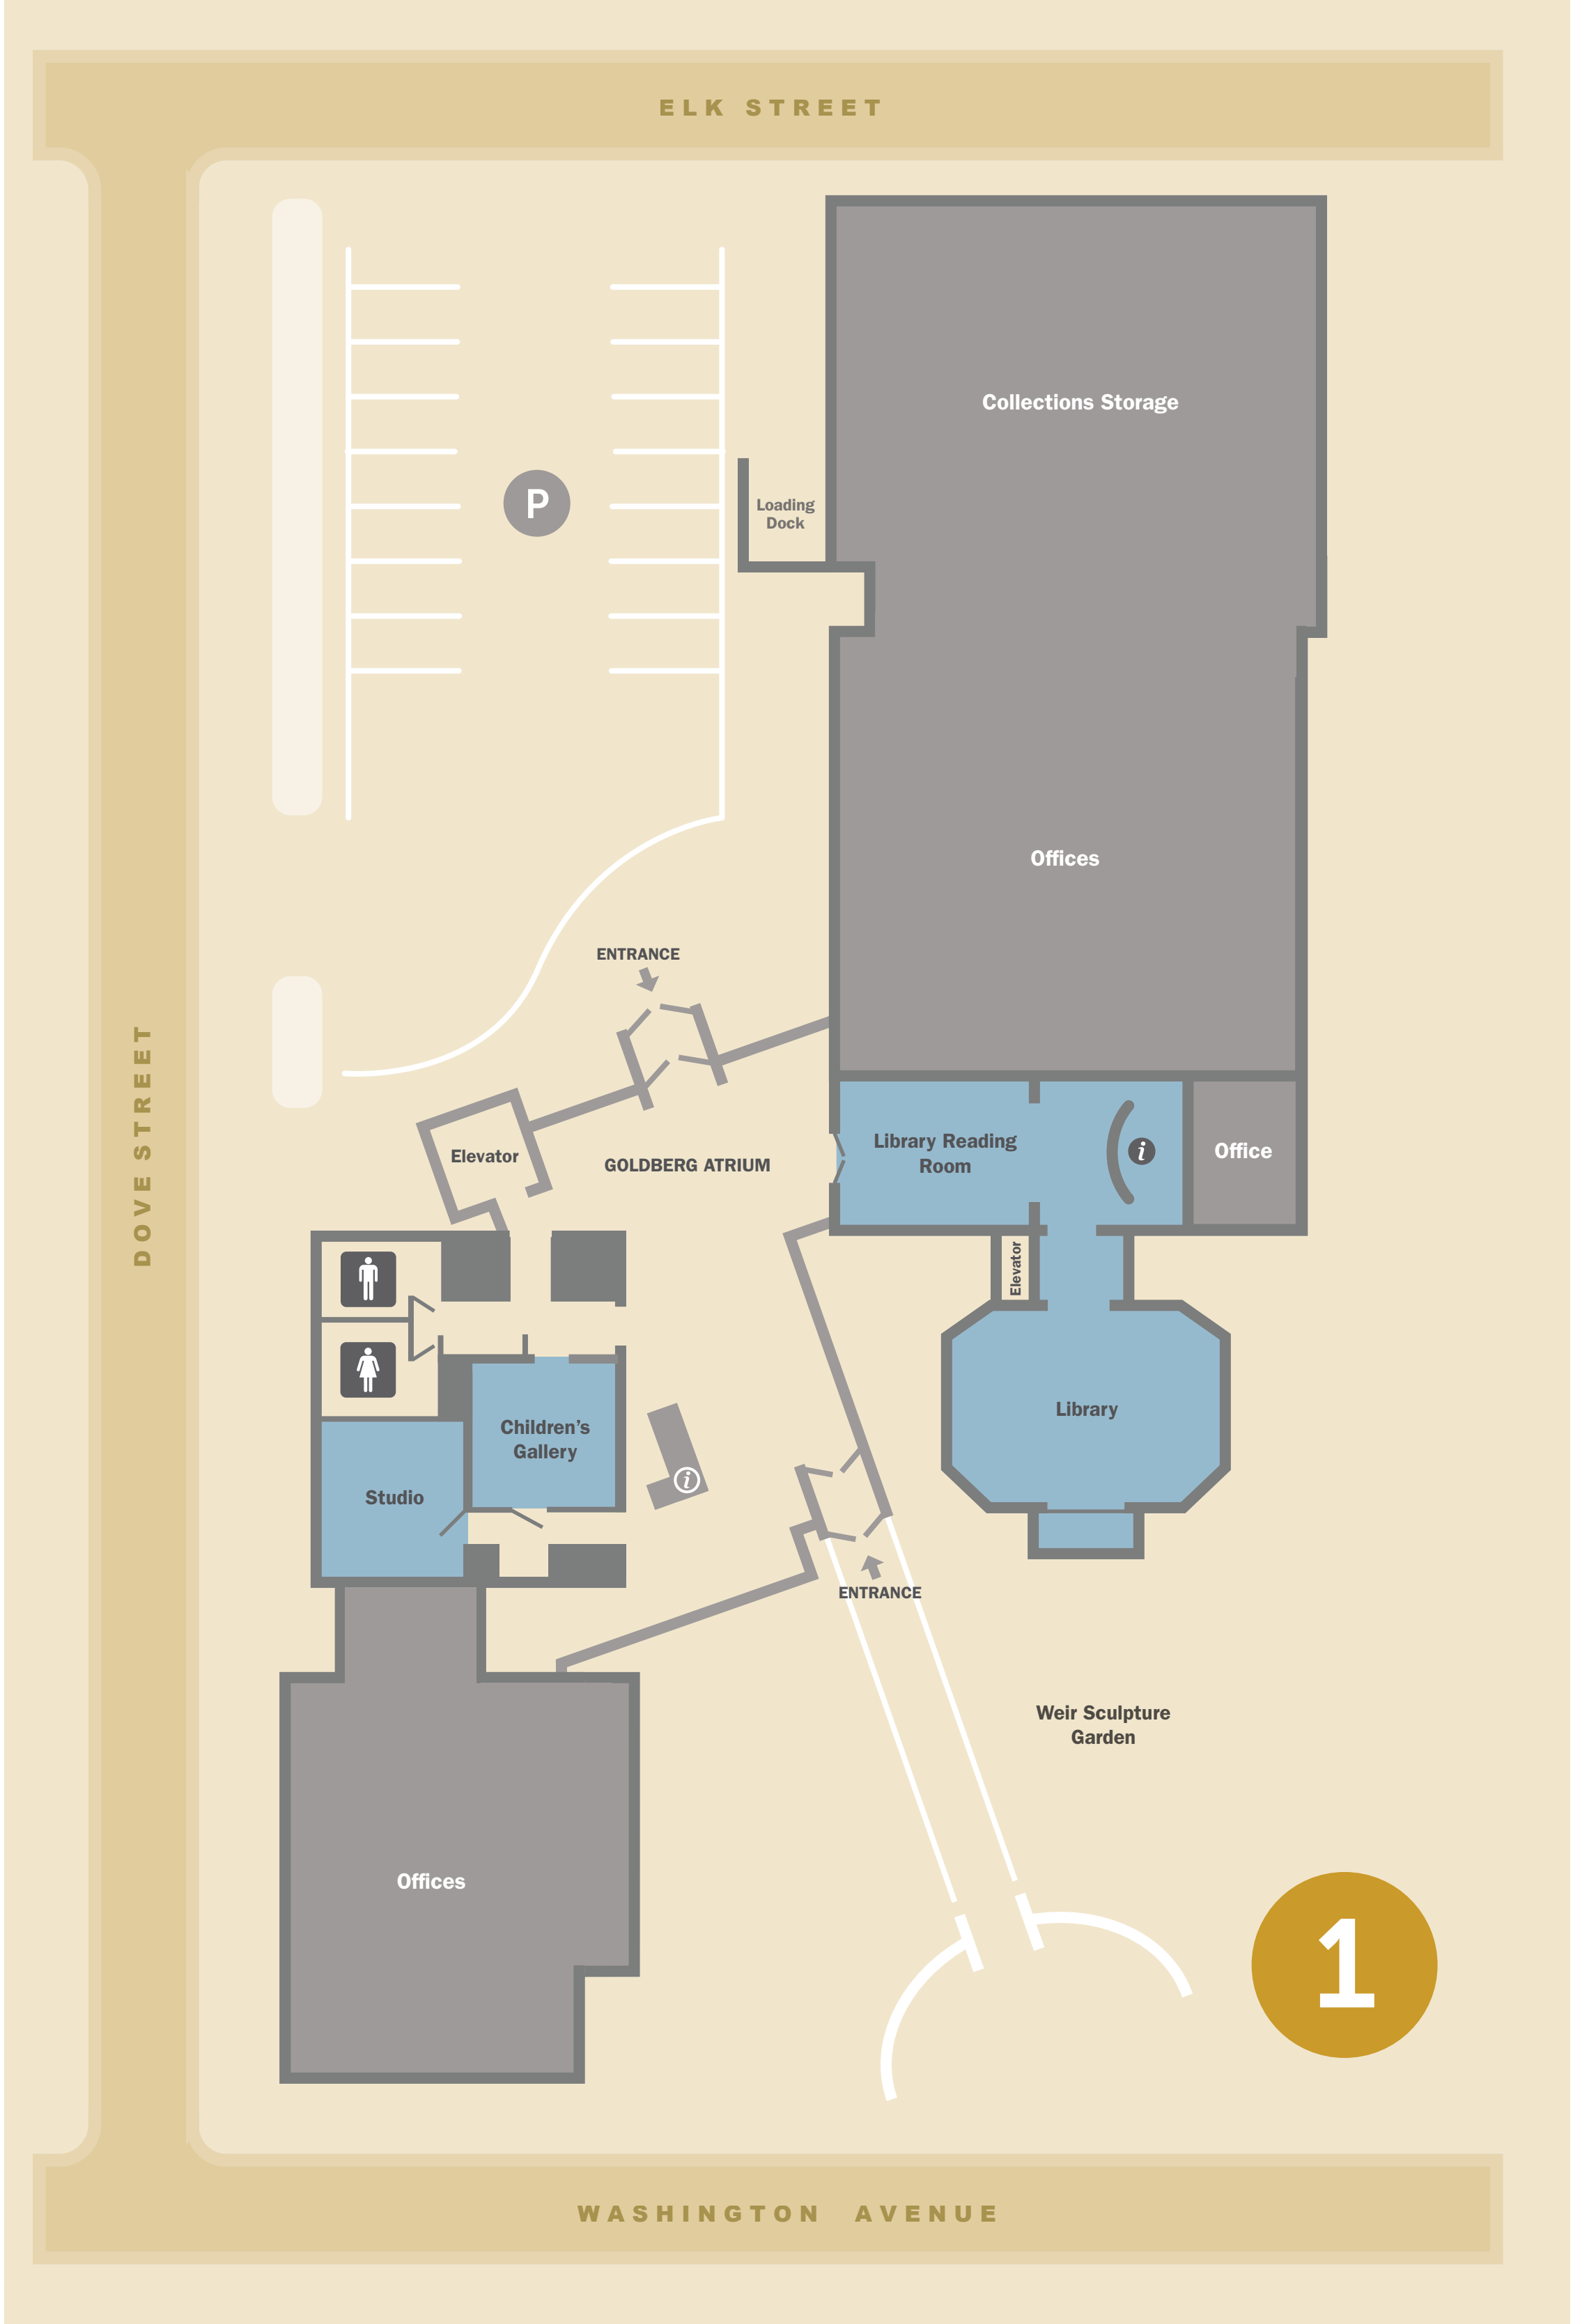 ELK STREET
Collections Storage
P
Loading
Dock
Offices
ENTRANCE
DOVE STREET
Elevator
GOLDBERG ATRIUM
Library Reading
Room
i
Office
Elevator
Library
Children’s
Gallery
i
Studio
ENTRANCE
Weir Sculpture
Garden
Offices
1
WASHINGTON AVENUE